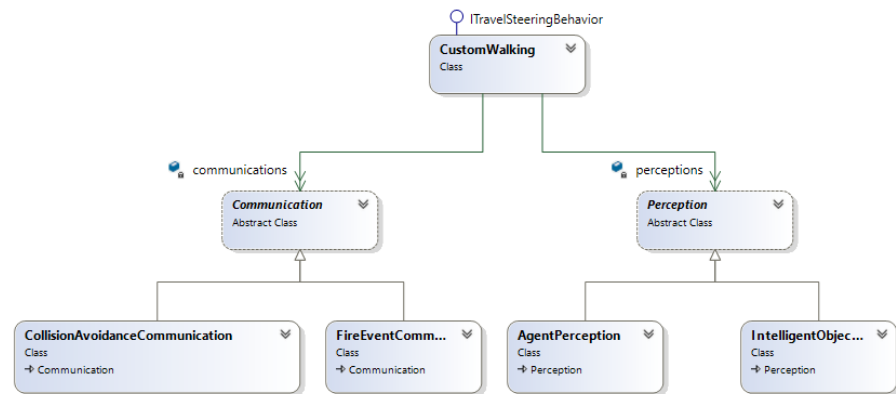 ITravelSteeringBehavior
CustomWalking
Class
communications
perceptions
Communication
Abstract Class
Perception
Abstract Class
CollisionAvoidanceCommunication
Class
Communication
FireEventComm...
Class
Communication
AgentPerception
Class
Perception
IntelligentObjec...
Class
Perception